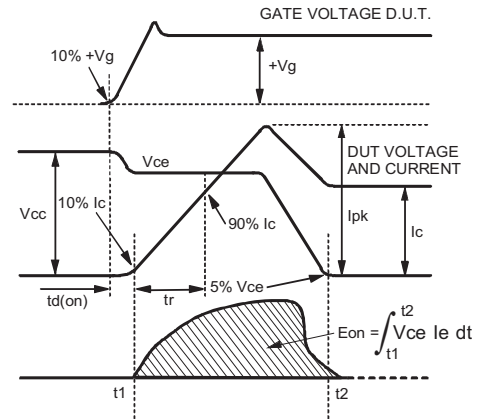 GATE VOLTAGE D.U.T.
10% +Vg
+Vg
Vce
DUT VOLTAGE
AND CURRENT
Vcc
10% Ic
90% Ic
Ipk
Ic
td(on)
tr
5% Vce
Eon = ∫ Vce Ie dt
t2
t1
t1
t2